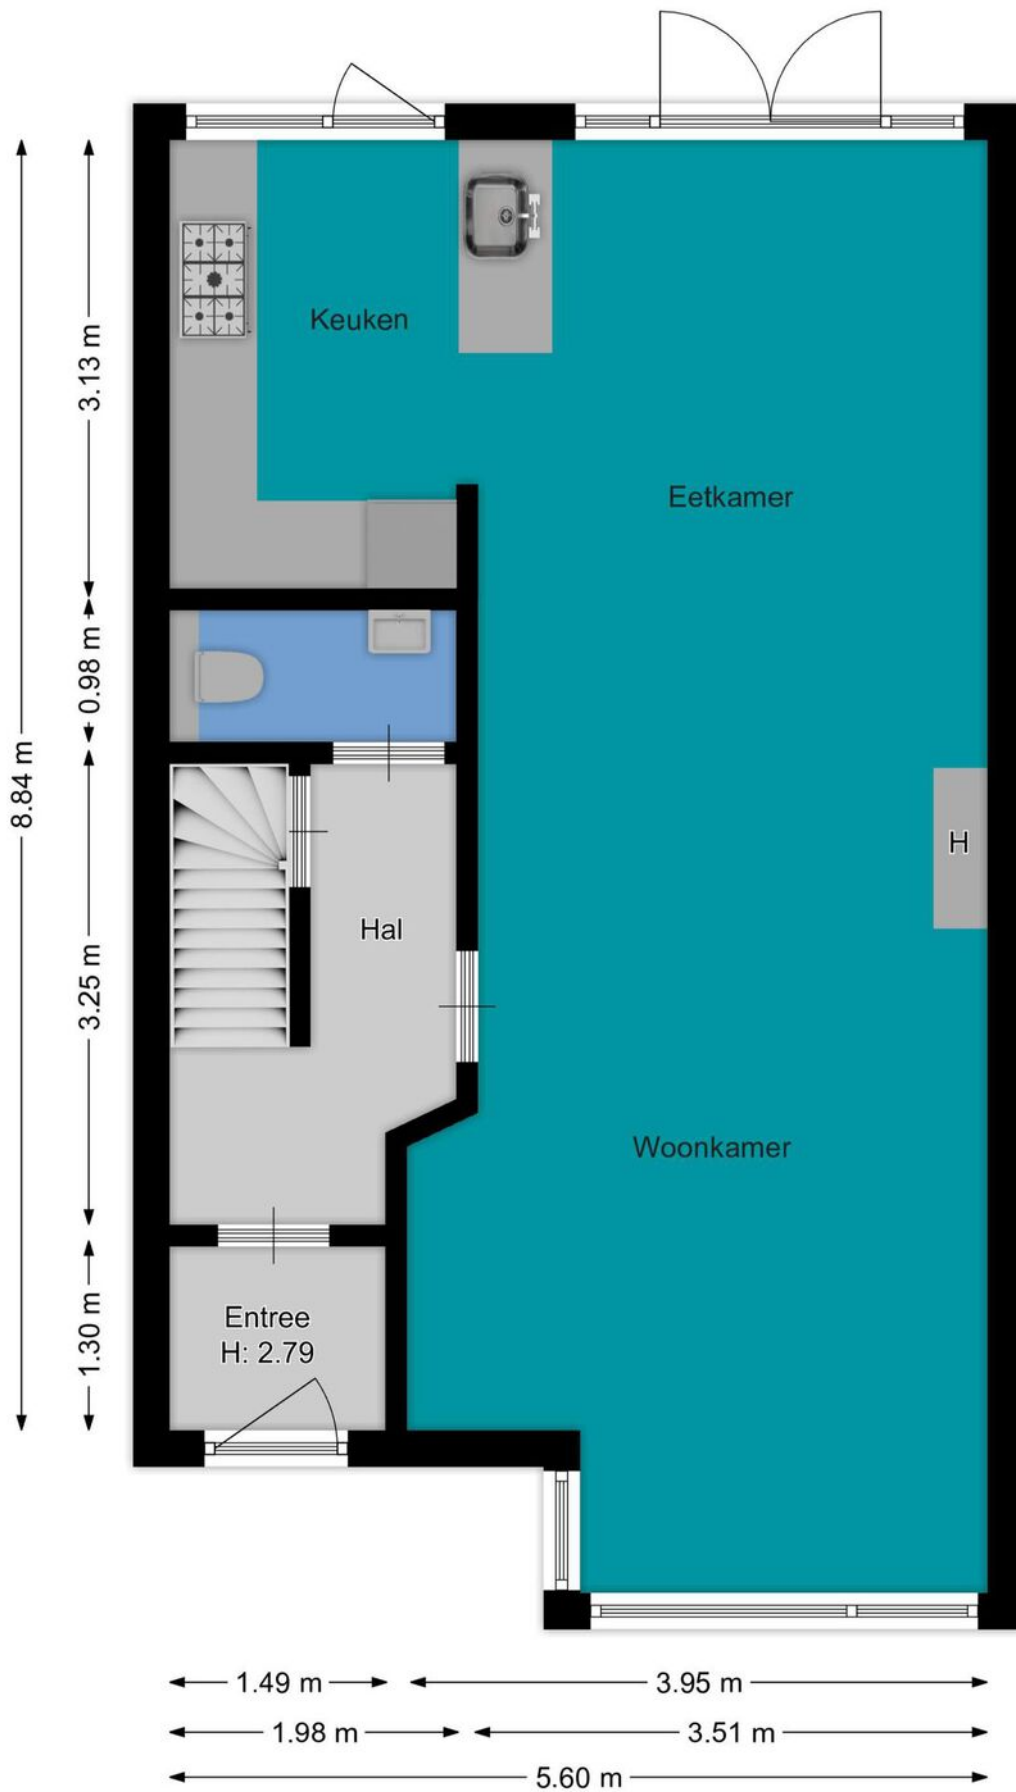 Keuken
3.13 m
Eetkamer
0.98 m
8.84 m
H
Hal
3.25 m
Woonkamer
Entree
H: 2.79
1.30 m
1.49 m
3.95 m
1.98 m
3.51 m
5.60 m